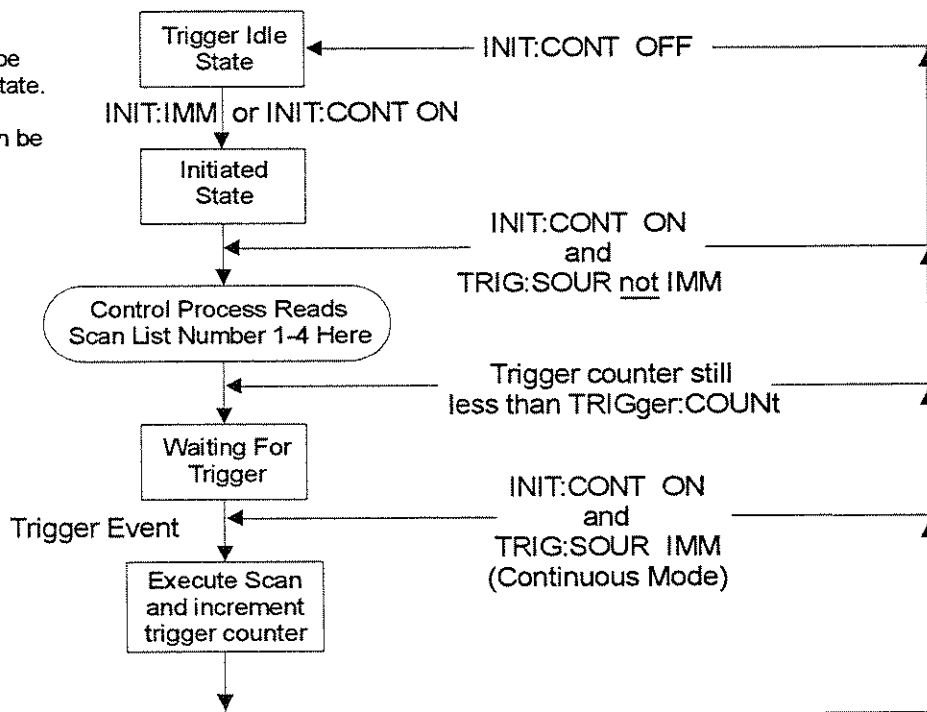 be
tate.
n be
Trigger Idle
State
INIT:CONT OFF
INIT:IMM or INIT:CONT ON
Initiated
State
INIT:CONT ON
and
TRIG:SOUR not IMM
Control Process Reads
Scan List Number 1-4 Here
Trigger counter still
less than TRIGger:COUNt
Waiting For
Trigger
INIT:CONT ON
and
TRIG:SOUR IMM
(Continuous Mode)
Trigger Event
Execute Scan
and increment
trigger counter